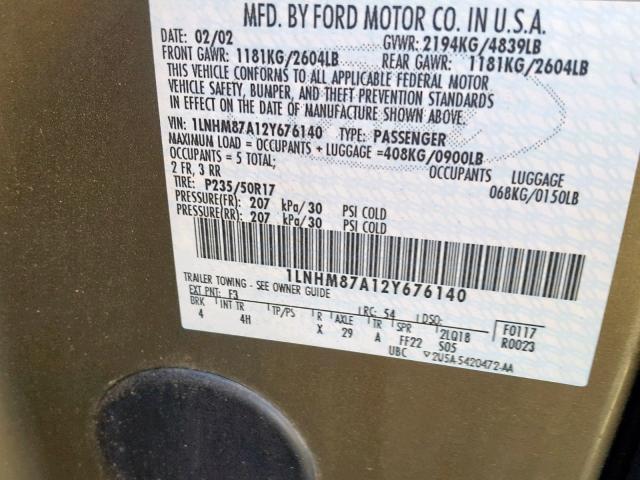 MFD. BY FORD MOTOR CO. IN U.S.A.
DATE: 02/02 GVWR: 2194KG/4839LB
FRONT GAWR: 1181KG/2604LB REAR GAWR: 1181KG/2604LB
THIS VEHICLE CONFORMS TO ALL APPLICABLE FEDERAL MOTOR
VEHICLE SAFETY, BUMPER, AND THEFT PREVENTION STANDARDS
IN EFFECT ON THE DATE OF MANUFACTURE SHOWN ABOVE.
VIN: 1LNHM87A12Y676140 TYPE: PASSENGER
MAXIMUM LOAD = OCCUPANTS + LUGGAGE =408KG/0900LB
OCCUPANTS = 5 TOTAL; OCCUPANTS LUGGAGE
2 FR, 3 RR 068KG/0150LB
TIRE: P235/50R17
PRESSURE(FR) 207 kPa/30 PSI COLD
PRESSURE(RR) 207 kPa/30 PSI COLD
1LNHM87A12Y676140
TRAILER TOWING - SEE OWNER GUIDE
EXT PNT: F3 RC: 54 DSO: F0117
BRK INT TR TP/PS R AXLE TR SPR 2LQ18 R0023
4 4H X 29 A FF22 S05
UBC 2U5A-5420472-AA